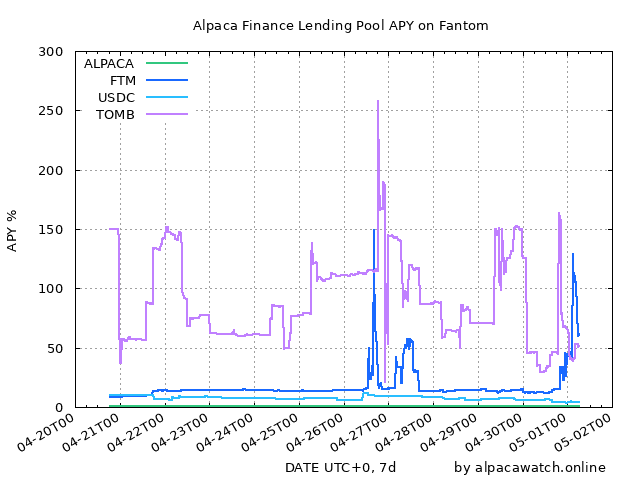 Alpaca Finance Lending Pool APY on Fantom
APY %
300
250
200
150
100
50
0
ALPACA
FTM
USDC
TOMB
04-20T00
04-21T00
04-22T00
04-23T00
04-24T00
04-25T00
04-26T00
04-27T00
04-28T00
04-29T00
04-30T00
05-01T00
05-02T00
DATE UTC+0, 7d
by alpacawatch.online